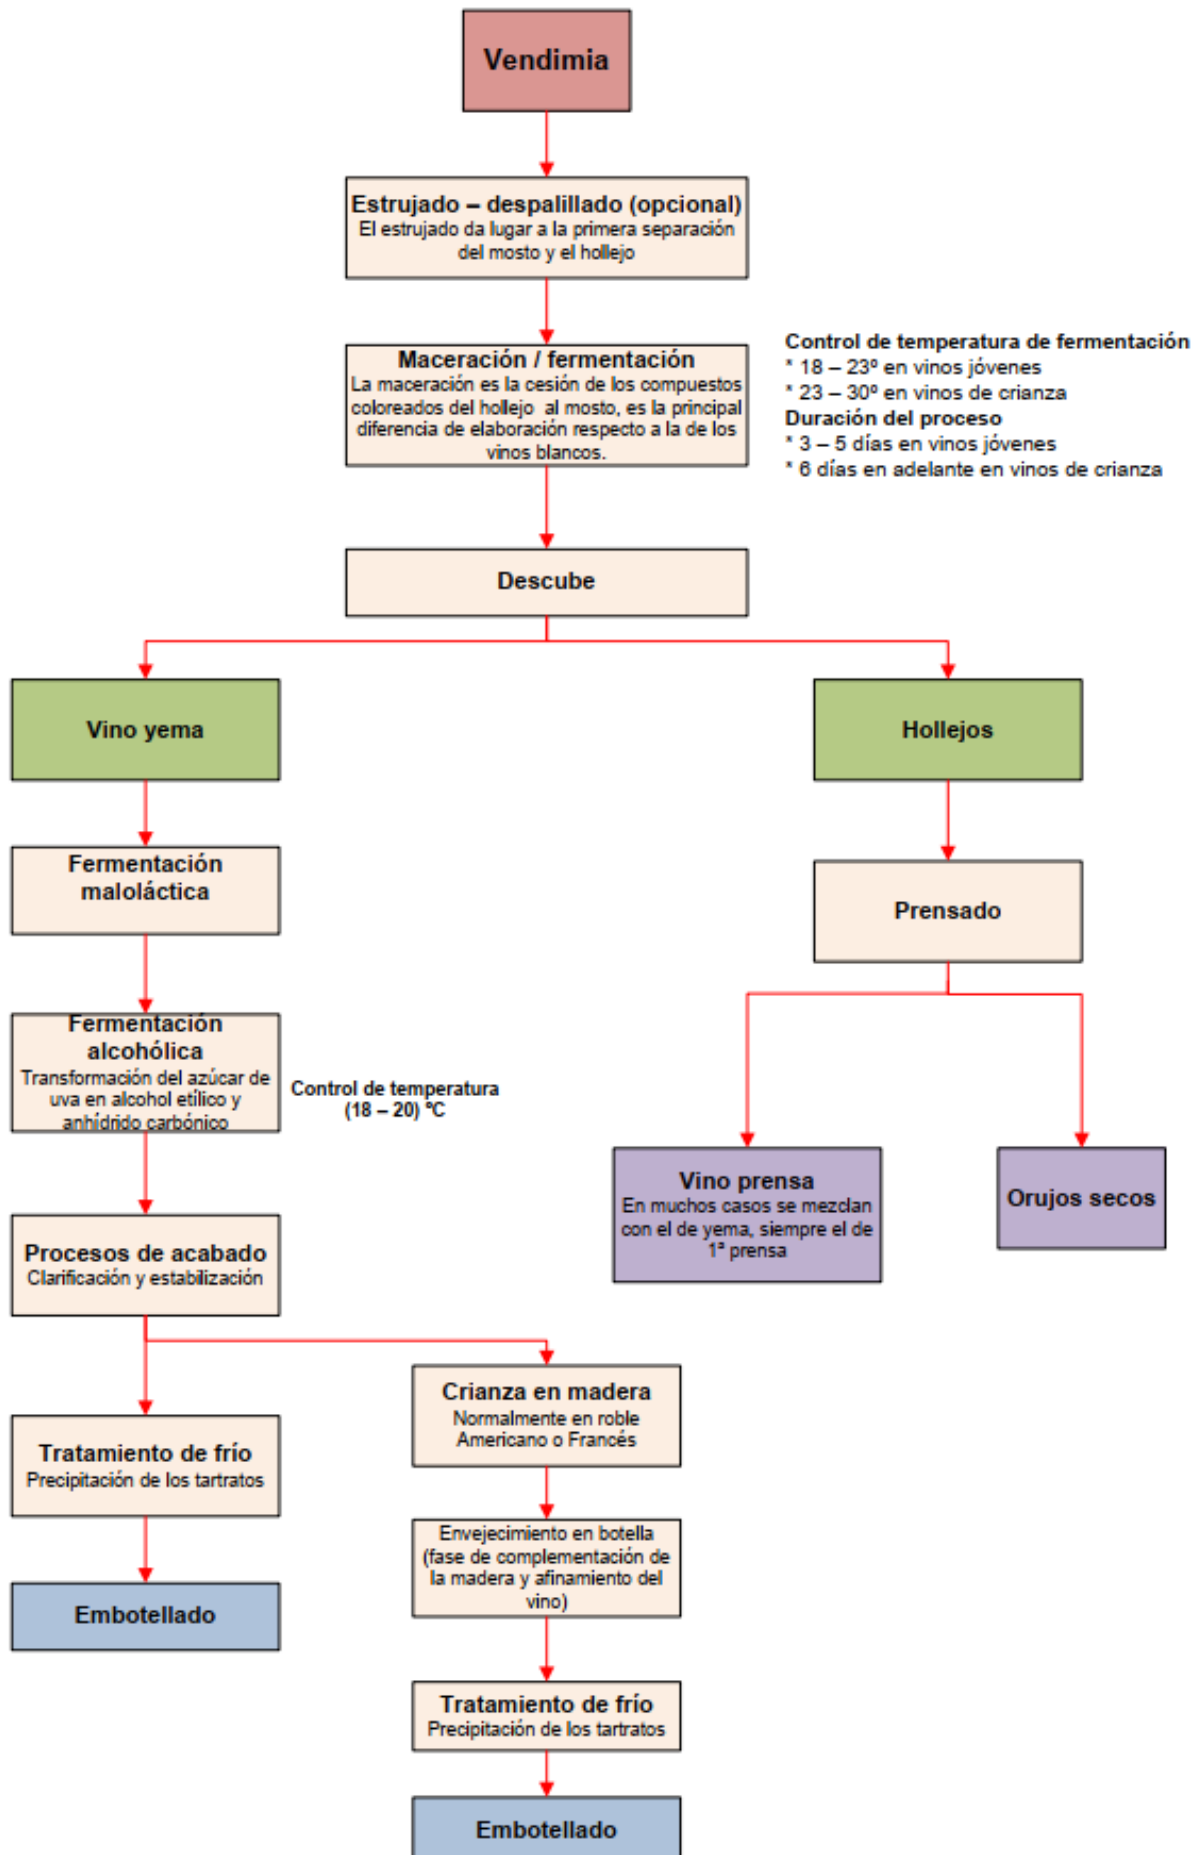 Vendimia
Estrujado – despalillado (opcional)
El estrujado da lugar a la primera separación
del mosto y el hollejo
Maceración / fermentación
La maceración es la cesión de los compuestos
coloreados del hollejo al mosto, es la principal
diferencia de elaboración respecto a la de los
vinos blancos.
Control de temperatura de fermentación
* 18 – 23º en vinos jóvenes
* 23 – 30º en vinos de crianza
Duración del proceso
* 3 – 5 días en vinos jóvenes
* 6 días en adelante en vinos de crianza
Descube
Vino yema
Hollejos
Fermentación
maloláctica
Prensado
Fermentación
alcohólica
Transformación del azúcar de
uva en alcohol etílico y
anhídrido carbónico
Control de temperatura
(18 – 20) ºC
Vino prensa
En muchos casos se mezclan
con el de yema, siempre el de
1ª prensa
Orujos secos
Procesos de acabado
Clarificación y estabilización
Crianza en madera
Normalmente en roble
Americano o Francés
Tratamiento de frío
Precipitación de los tartratos
Envejecimiento en botella
(fase de complementación de
la madera y afinamiento del
vino)
Embotellado
Tratamiento de frío
Precipitación de los tartratos
Embotellado